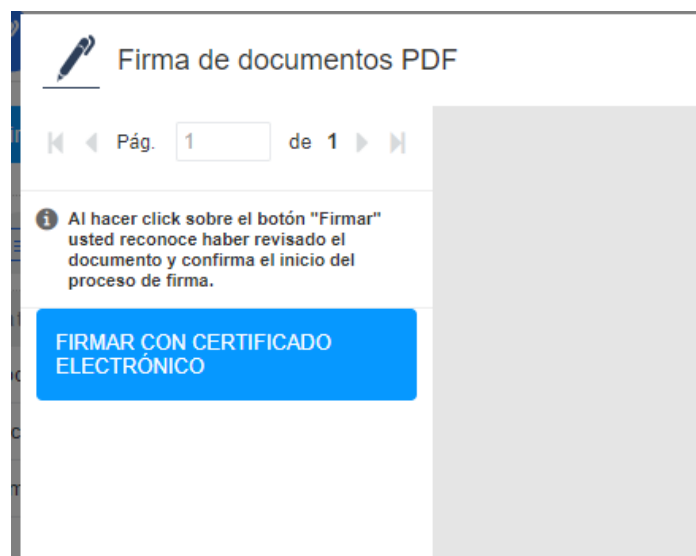 Firma de documentos PDF
Pág. 1 de 1
Al hacer click sobre el botón "Firmar"
usted reconoce haber revisado el
documento y confirma el inicio del
proceso de firma.
FIRMAR CON CERTIFICADO
ELECTRÓNICO